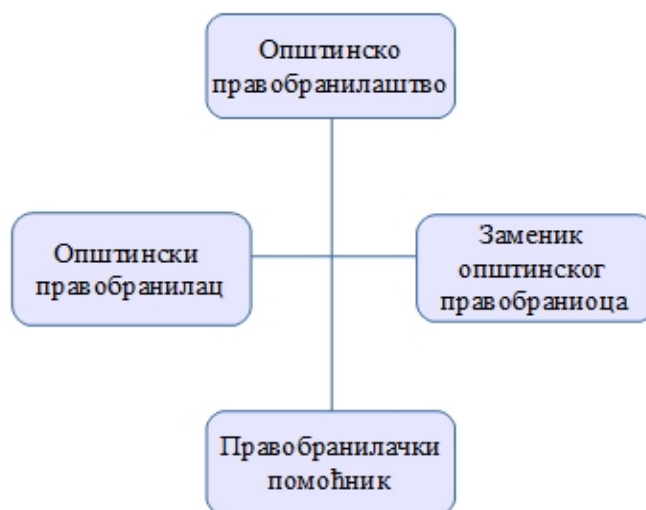 Општинско
правобранилаштво
Општински
правобранилац
Заменик
општинског
правобраниоца
Правобранилачки
помоћник